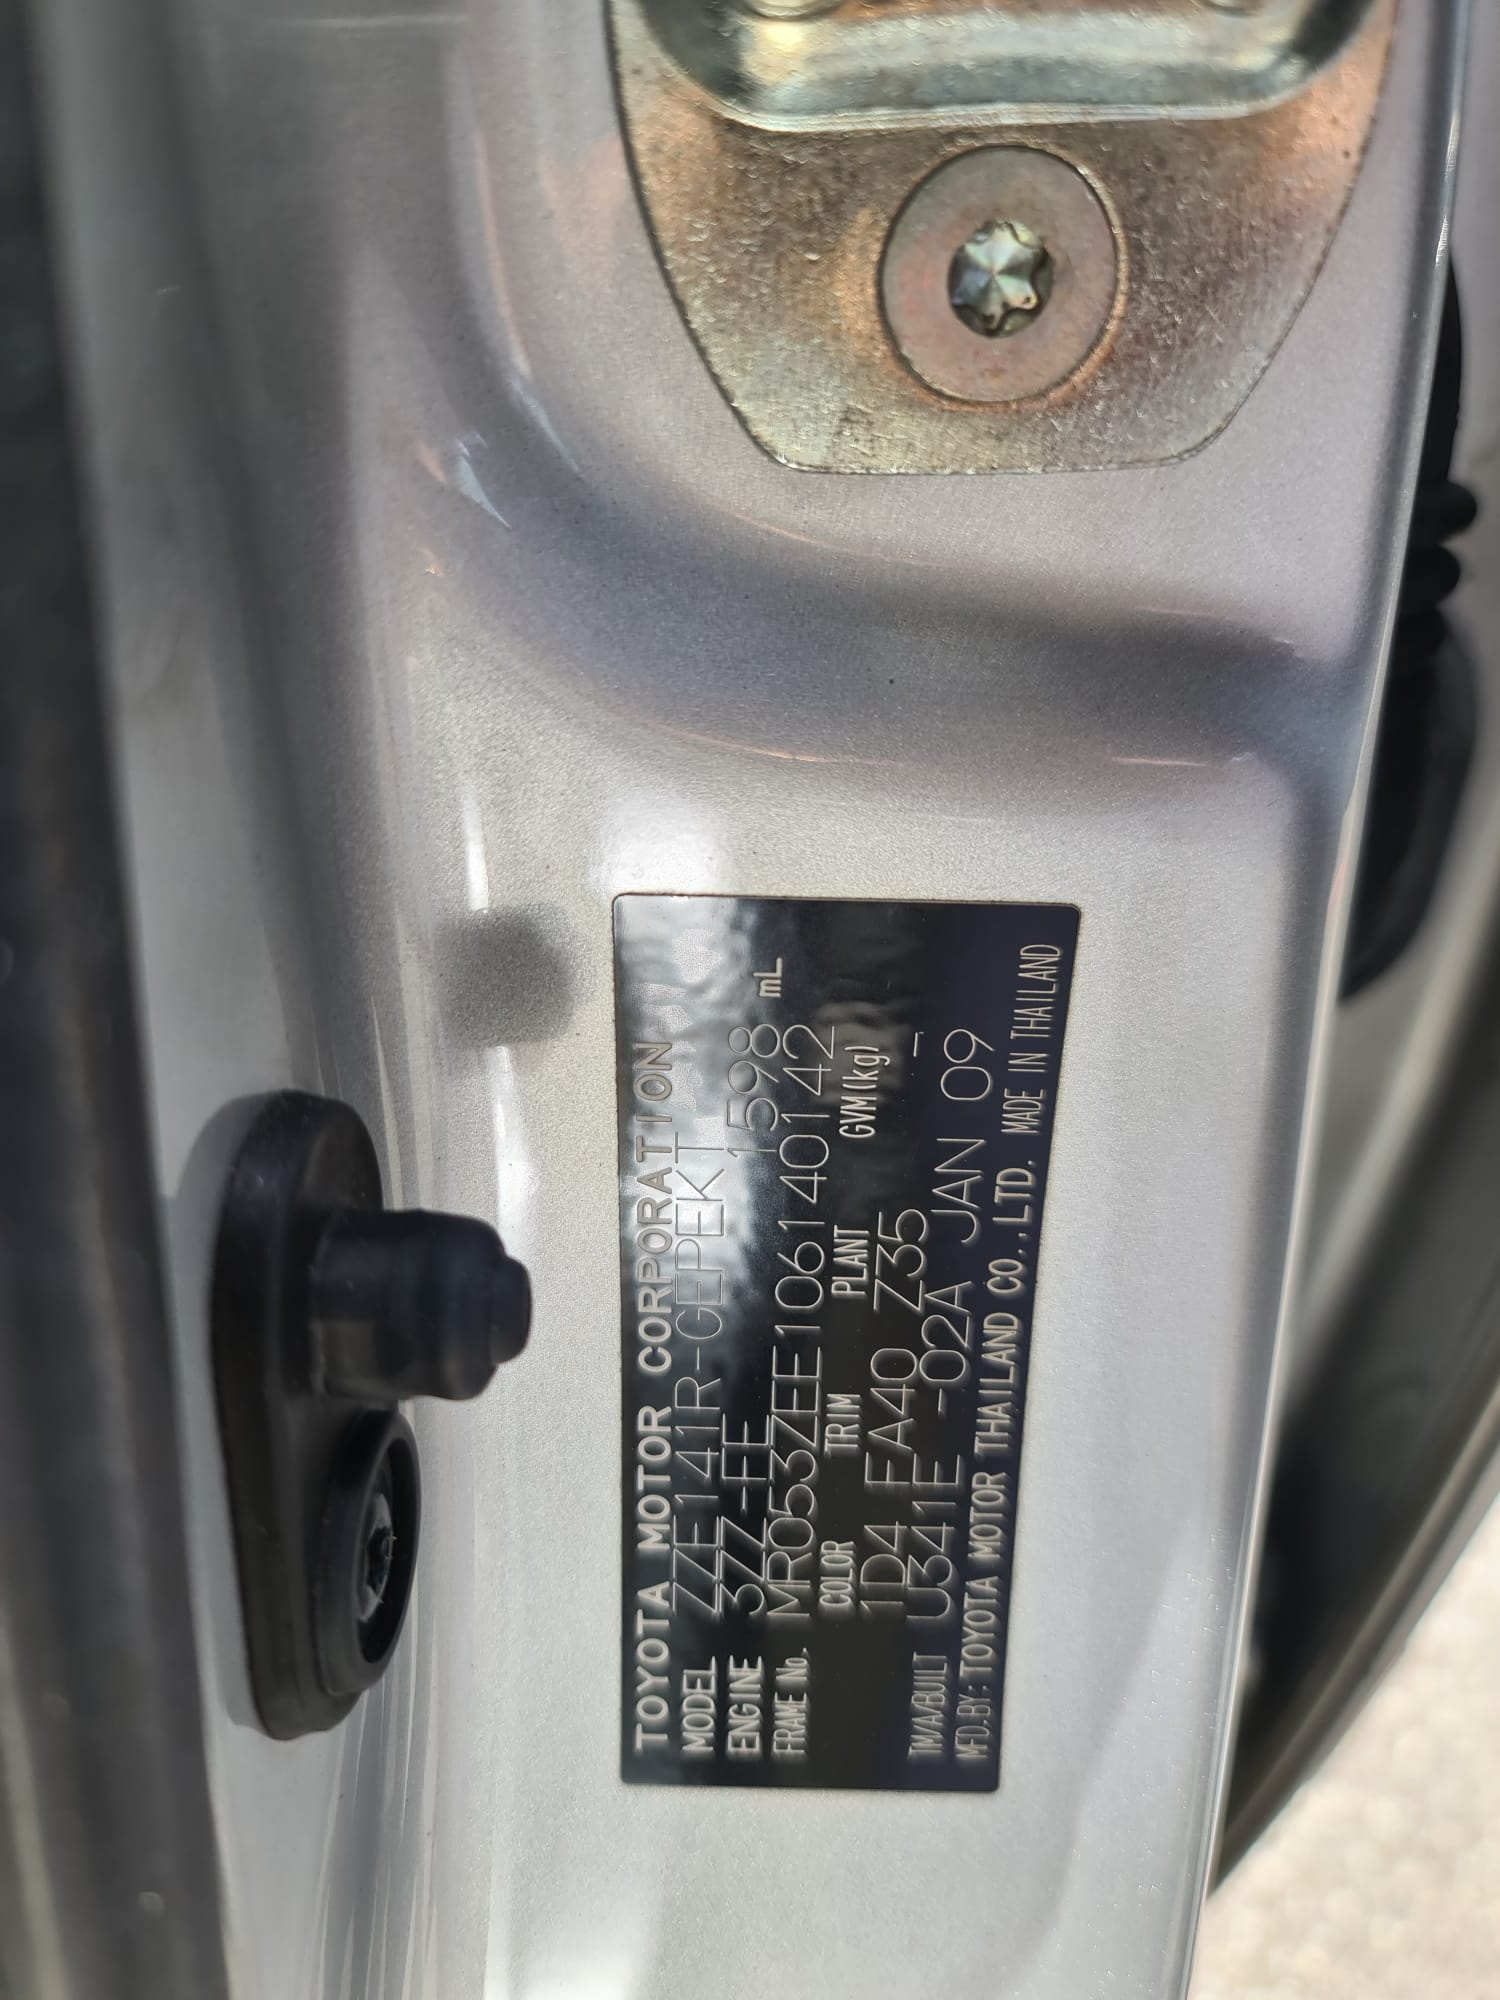 TOYOTA MOTOR CORPORATION
MODEL ZZE141R-GEPEKT
ENGINE 3ZZ-FE 1598 mL
FRAME No. MR053ZEE106140142
COLOR TRIM PLANT GVM(kg)
1D4 FA40 Z35 —
TM/A/BUILT U341E -02A JAN 09
MFD.BY: TOYOTA MOTOR THAILAND CO.,LTD. MADE IN THAILAND